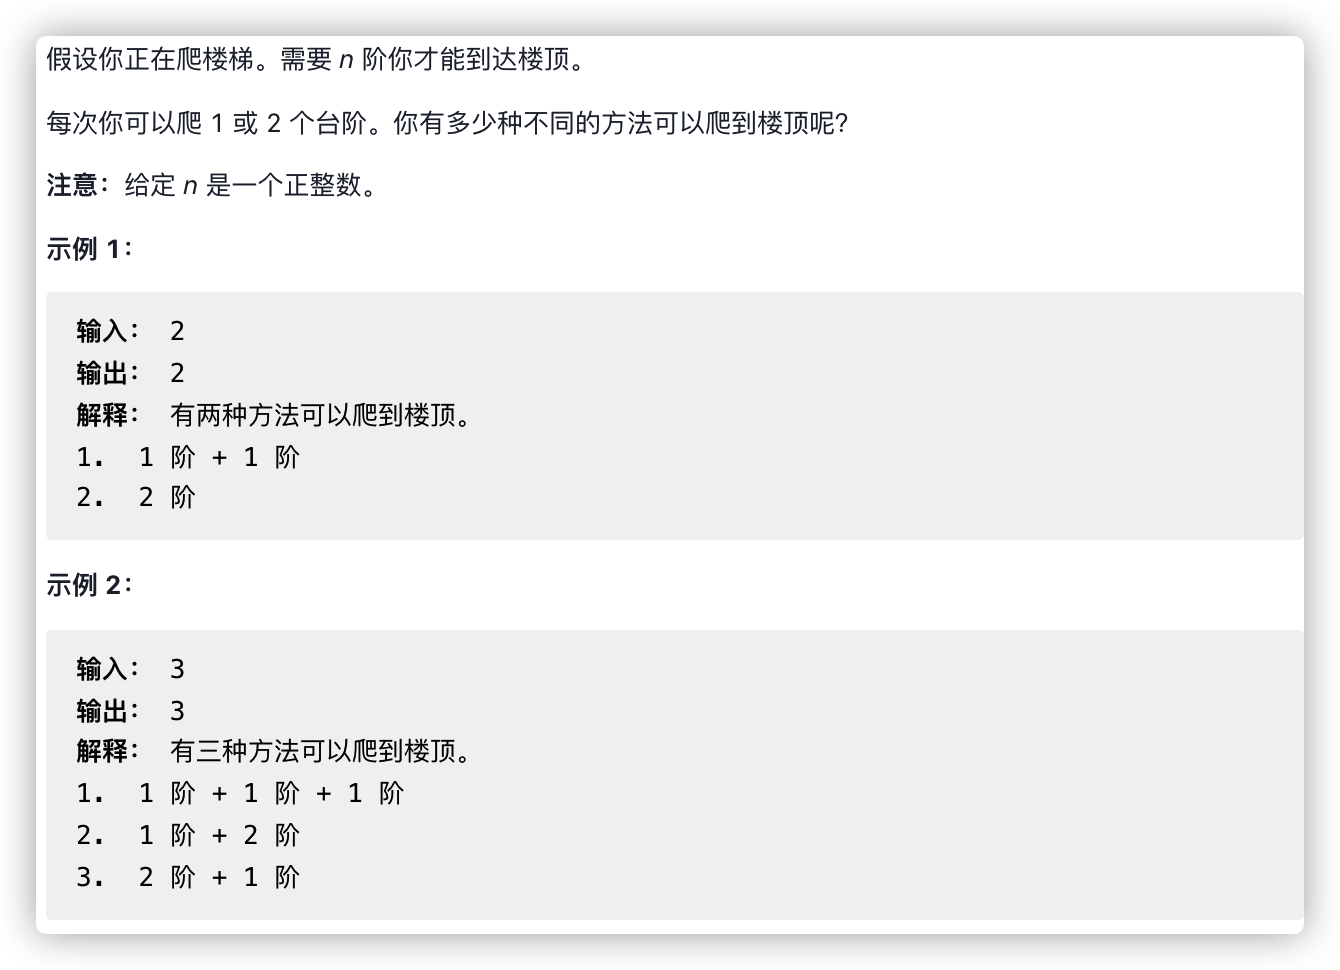 假设你正在爬楼梯。需要 n 阶你才能到达楼顶。
每次你可以爬 1 或 2 个台阶。你有多少种不同的方法可以爬到楼顶呢?
注意：给定 n 是一个正整数。
示例 1：
输入： 2
输出： 2
解释： 有两种方法可以爬到楼顶。
1. 1 阶 + 1 阶
2. 2 阶
示例 2：
输入： 3
输出： 3
解释： 有三种方法可以爬到楼顶。
1. 1 阶 + 1 阶 + 1 阶
2. 1 阶 + 2 阶
3. 2 阶 + 1 阶